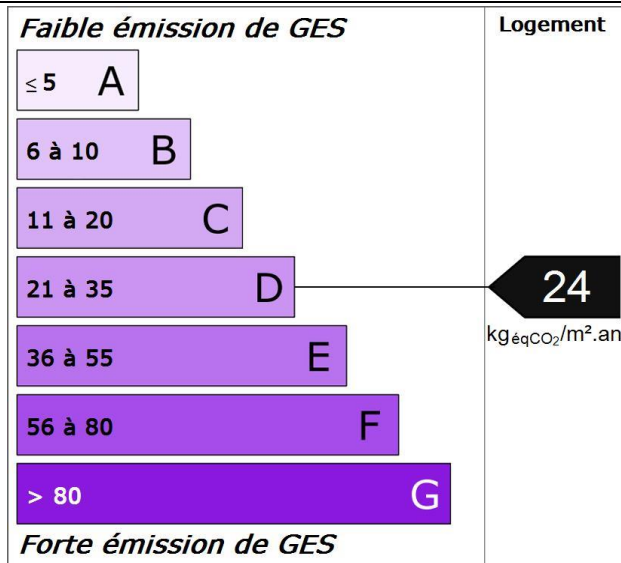 Faible émission de GES
Logement
≤ 5 A
6 à 10 B
11 à 20 C
21 à 35 D
24
kgéqCO₂/m².an
36 à 55 E
56 à 80 F
> 80 G
Forte émission de GES